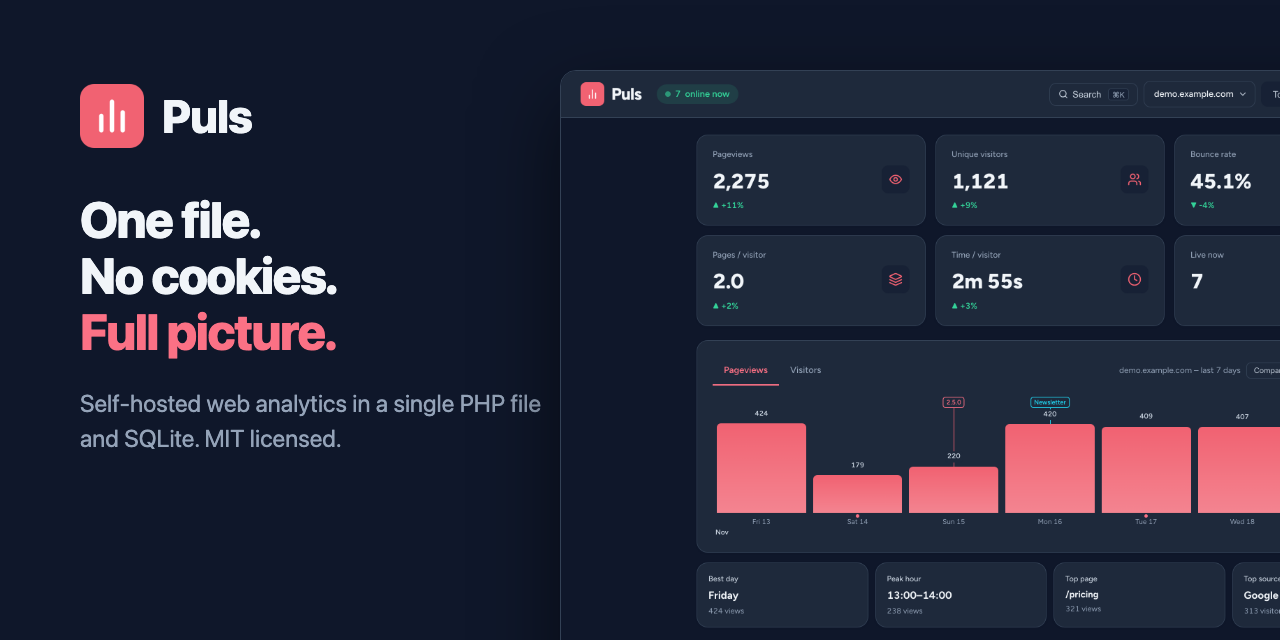 Puls
One file.
No cookies.
Full picture.
Self-hosted web analytics in a single PHP file
and SQLite. MIT licensed.
Puls
7 online now
Search ⌘K
demo.example.com
Pageviews
2,275
▲ +11%
Unique visitors
1,121
▲ +9%
Bounce rate
45.1%
▼ -4%
Pages / visitor
2.0
▲ +2%
Time / visitor
2m 55s
▲ +3%
Live now
7
Pageviews Visitors
demo.example.com – last 7 days
2.5.0 Newsletter
424 179 220 420 409 407
Fri 13 Sat 14 Sun 15 Mon 16 Tue 17 Wed 18
Nov
Best day
Friday
424 views
Peak hour
13:00–14:00
238 views
Top page
/pricing
321 views
Top
Google
313